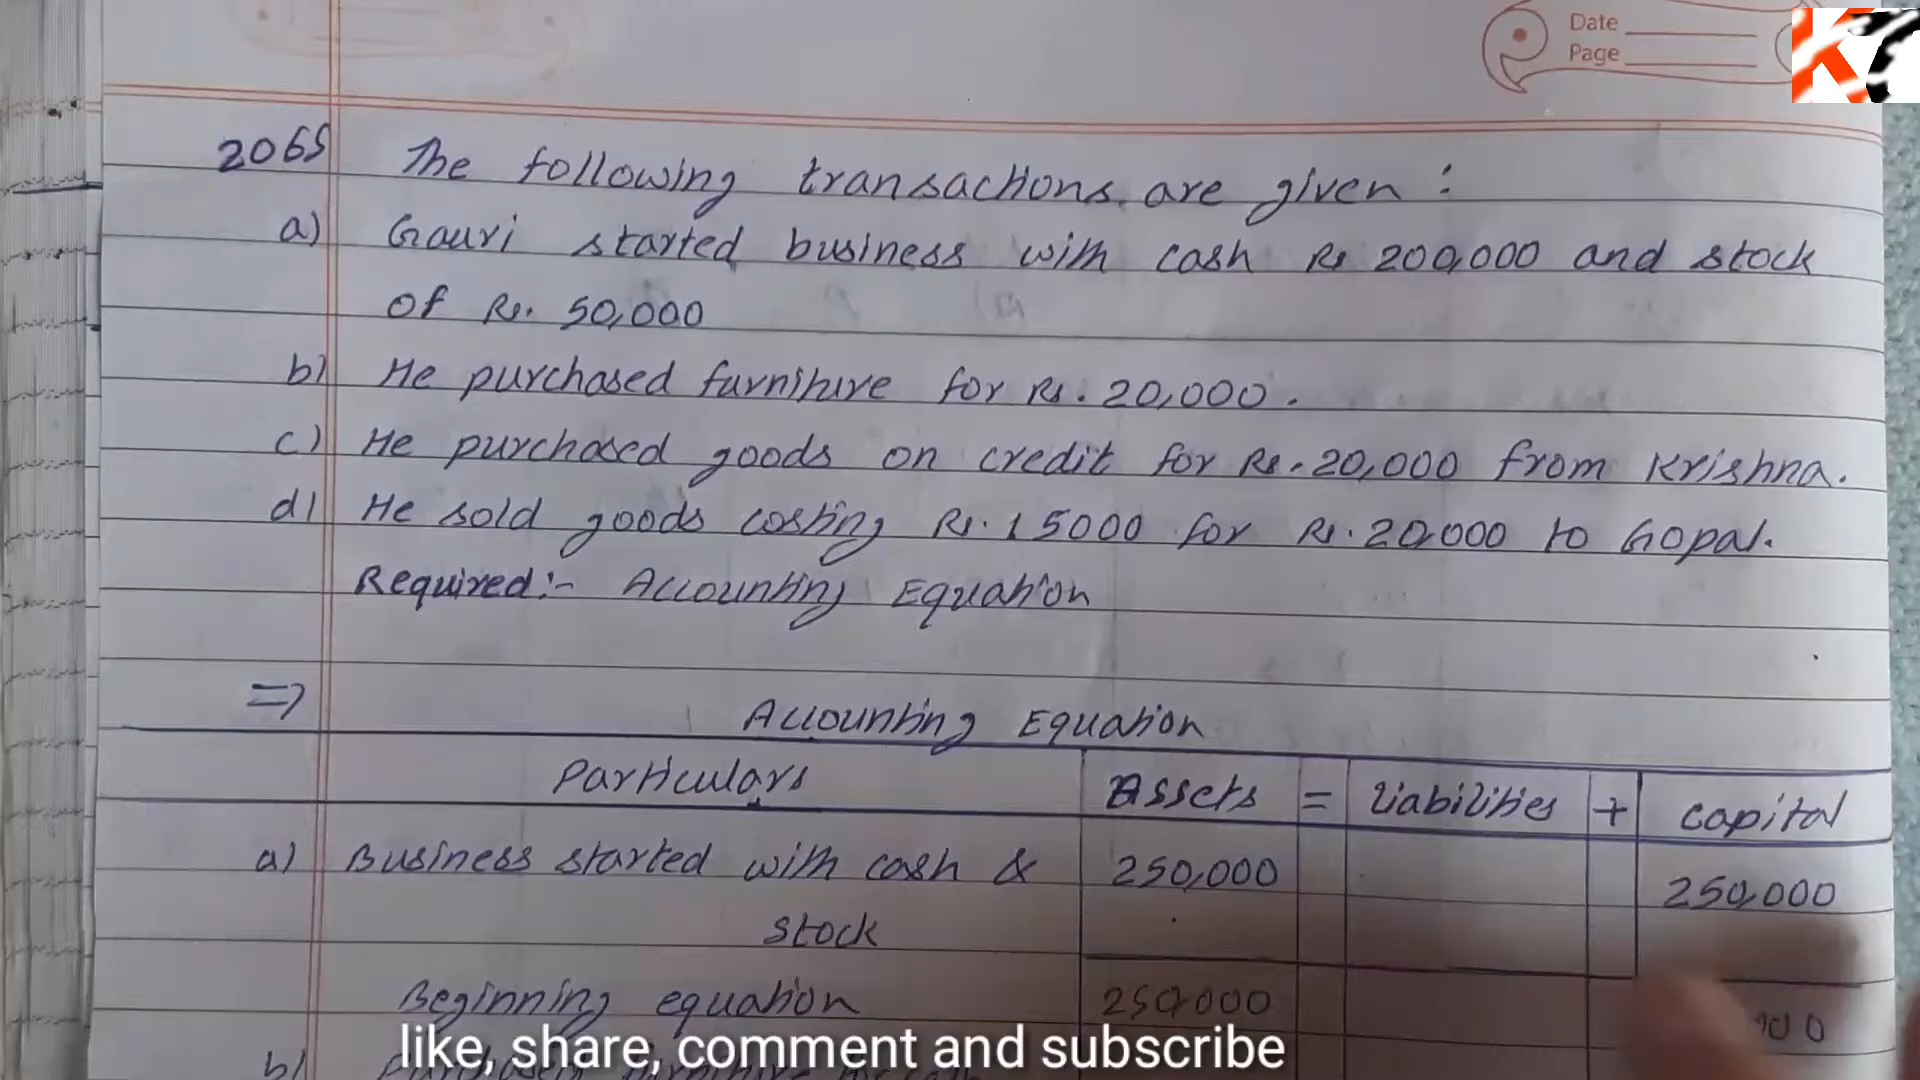 Date
Page
2065 The following transactions are given :
a) Gauri started business with cash Rs 200,000 and stock
of Rs. 50,000
b) He purchased furniture for Rs. 20,000.
c) He purchased goods on credit for Rs. 20,000 from Krishna.
d) He sold goods costing Rs. 15000 for Rs. 20,000 to Gopal.
Required:- Accounting Equation
=> Accounting Equation
Particulars Assets = Liabilities + Capital
a) Business started with cash & 250,000 250,000
stock
Beginning equation 250,000
like, share, comment and subscribe
b)